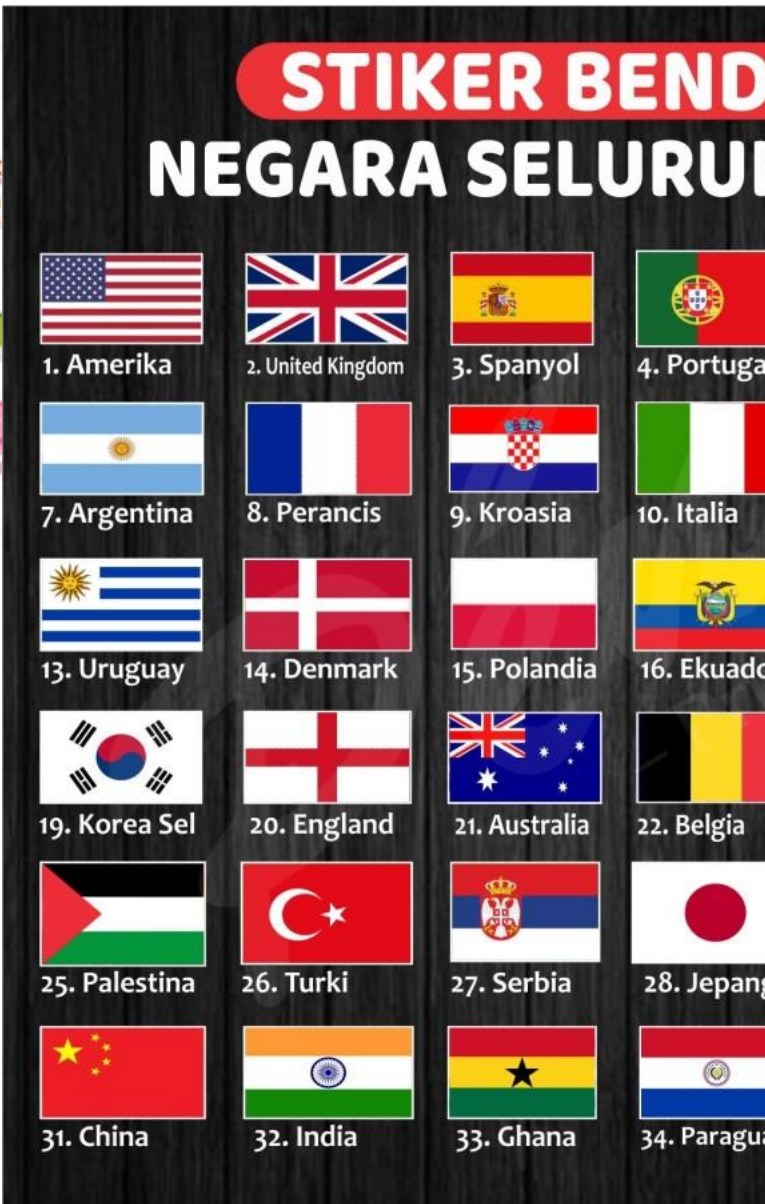 STIKER BEND
NEGARA SELURU
1. Amerika
2. United Kingdom
3. Spanyol
4. Portuga
7. Argentina
8. Perancis
9. Kroasia
10. Italia
13. Uruguay
14. Denmark
15. Polandia
16. Ekuado
19. Korea Sel
20. England
21. Australia
22. Belgia
25. Palestina
26. Turki
27. Serbia
28. Jepang
31. China
32. India
33. Ghana
34. Paragua